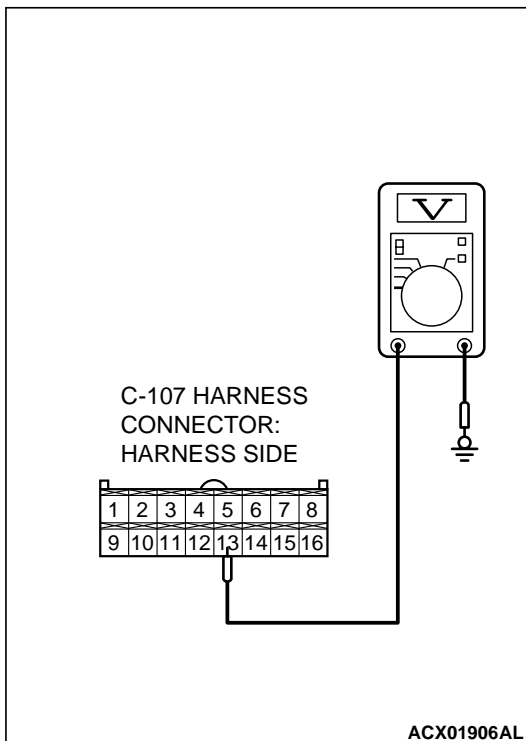 V
C-107 HARNESS
CONNECTOR:
HARNESS SIDE
1 2 3 4 5 6 7 8
9 10 11 12 13 14 15 16
ACX01906AL